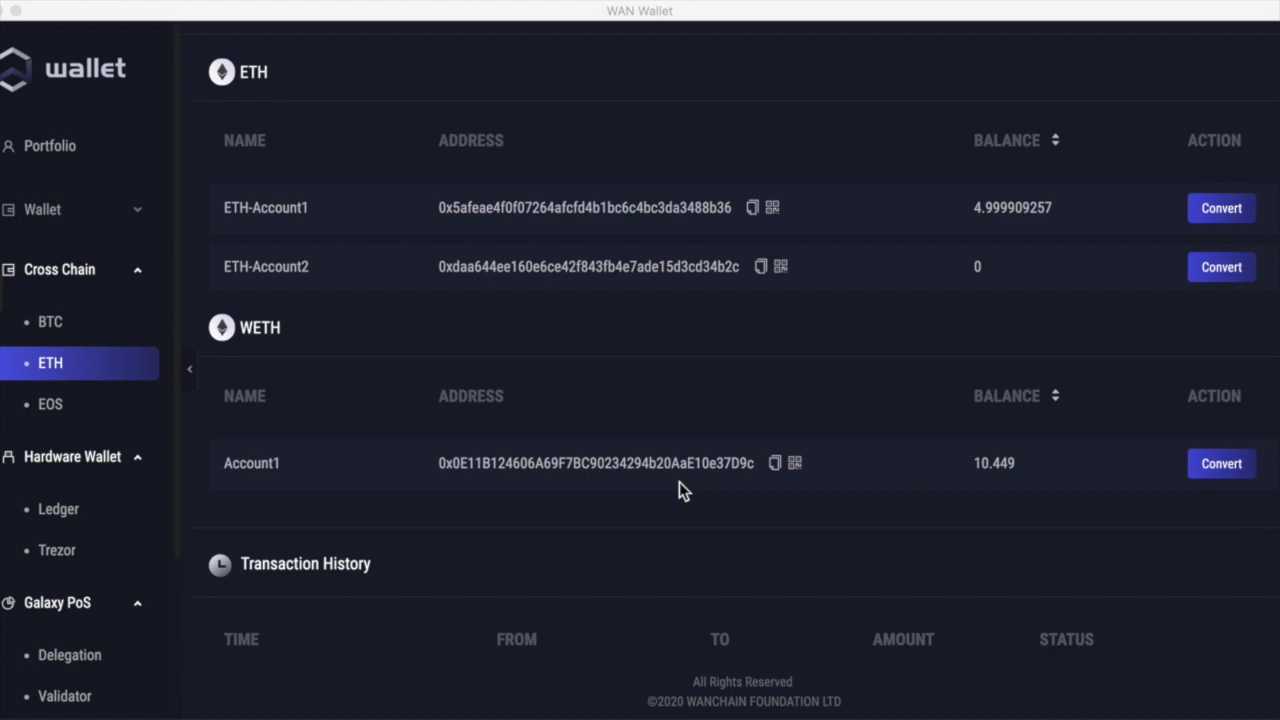 WAN Wallet
wallet
Portfolio
Wallet
Cross Chain
BTC
ETH
EOS
Hardware Wallet
Ledger
Trezor
Galaxy PoS
Delegation
Validator
ETH
NAME ADDRESS BALANCE ACTION
ETH-Account1 0x5afeae4f0f07264afcfd4b1bc6c4bc3da3488b36 4.999909257 Convert
ETH-Account2 0xdaa644ee160e6ce42f843fb4e7ade15d3cd34b2c 0 Convert
WETH
NAME ADDRESS BALANCE ACTION
Account1 0x0E11B124606A69F7BC90234294b20AaE10e37D9c 10.449 Convert
Transaction History
TIME FROM TO AMOUNT STATUS
All Rights Reserved
©2020 WANCHAIN FOUNDATION LTD